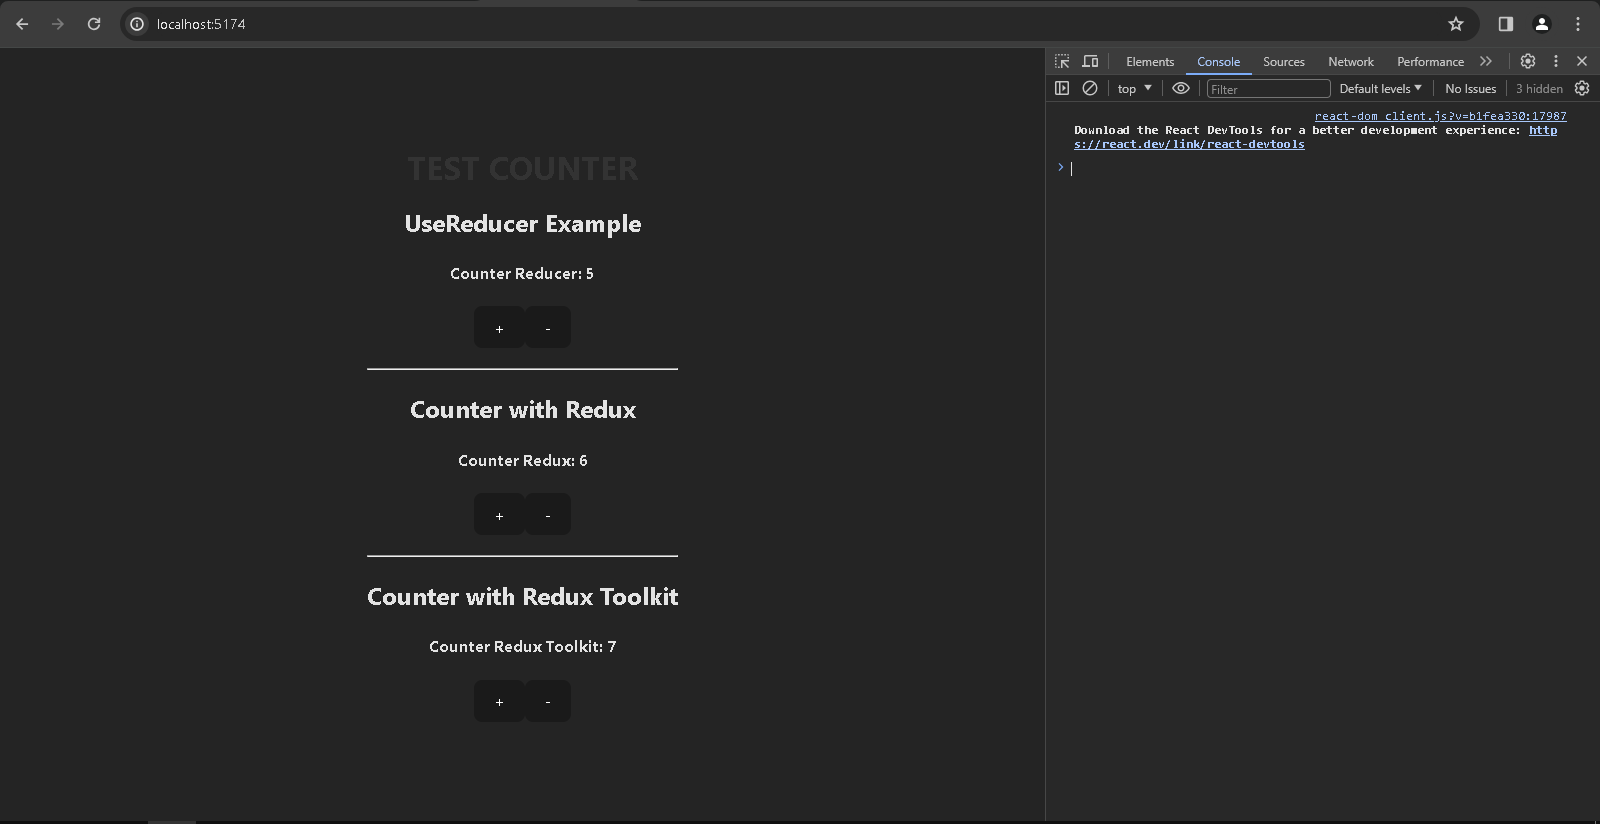 localhost:5174
Elements Console Sources Network Performance
top Filter Default levels No Issues 3 hidden
TEST COUNTER
UseReducer Example
Counter Reducer: 5
+ -
Counter with Redux
Counter Redux: 6
+ -
Counter with Redux Toolkit
Counter Redux Toolkit: 7
+ -
react-dom_client.js?v=b1fea330:17987
Download the React DevTools for a better development experience: http
s://react.dev/link/react-devtools